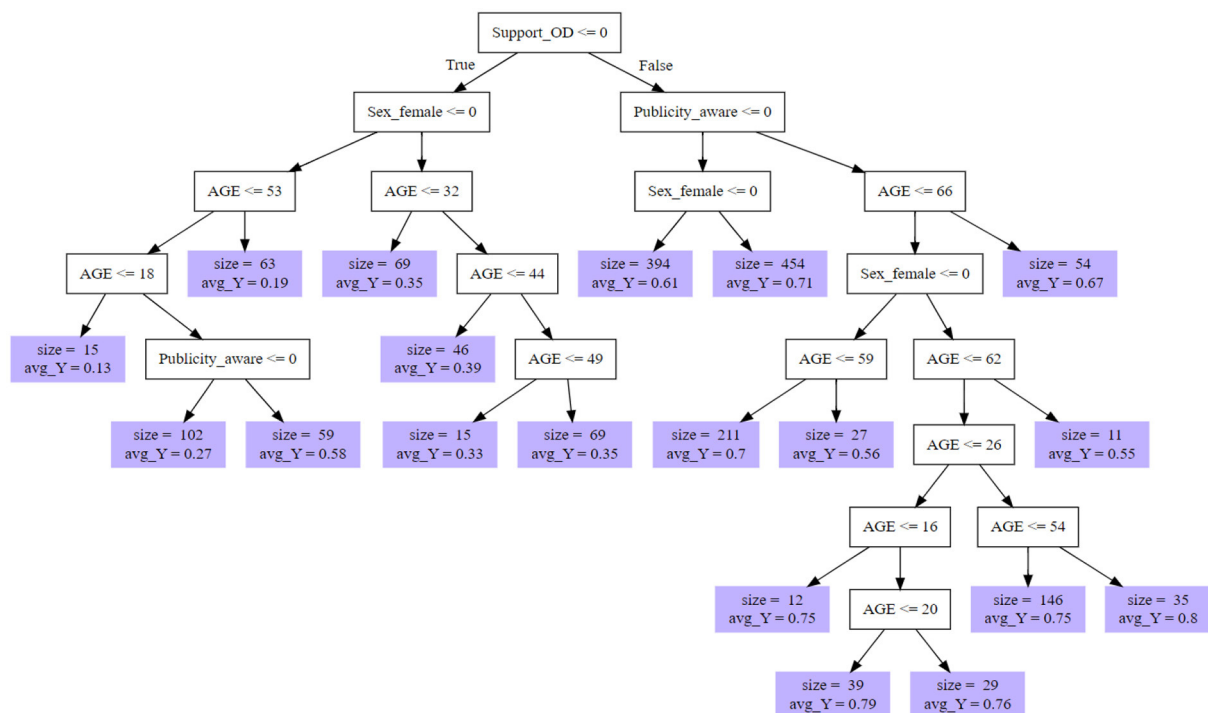 Support_OD <= 0
True
False
Sex_female <= 0
Publicity_aware <= 0
AGE <= 53
AGE <= 32
Sex_female <= 0
AGE <= 66
AGE <= 18
size = 63
avg_Y = 0.19
size = 69
avg_Y = 0.35
AGE <= 44
size = 394
avg_Y = 0.61
size = 454
avg_Y = 0.71
Sex_female <= 0
size = 54
avg_Y = 0.67
size = 15
avg_Y = 0.13
Publicity_aware <= 0
size = 46
avg_Y = 0.39
AGE <= 49
AGE <= 59
AGE <= 62
size = 102
avg_Y = 0.27
size = 59
avg_Y = 0.58
size = 15
avg_Y = 0.33
size = 69
avg_Y = 0.35
size = 211
avg_Y = 0.7
size = 27
avg_Y = 0.56
AGE <= 26
size = 11
avg_Y = 0.55
AGE <= 16
AGE <= 54
size = 12
avg_Y = 0.75
AGE <= 20
size = 146
avg_Y = 0.75
size = 35
avg_Y = 0.8
size = 39
avg_Y = 0.79
size = 29
avg_Y = 0.76